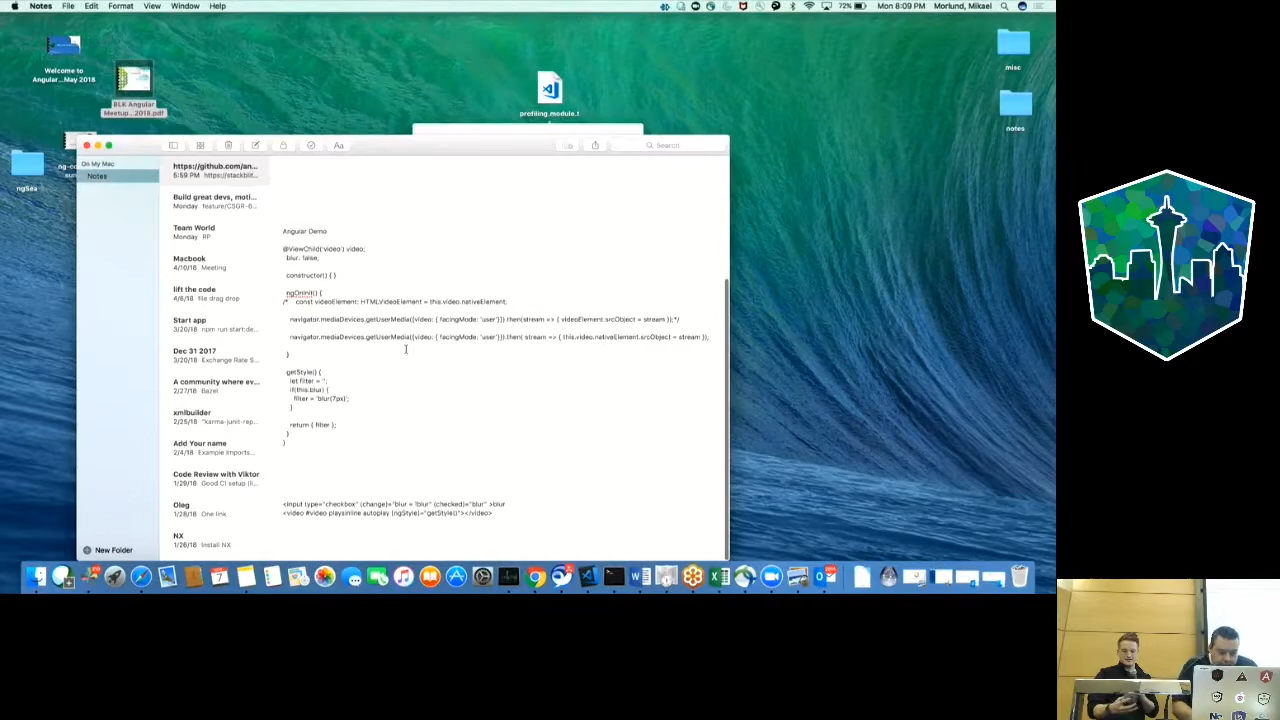 Notes File Edit Format View Window Help
72% Mon 8:09 PM Morlund, Mikael
Welcome to
Angular...May 2018
BLK Angular
Meetup...2018.pdf
profiling.module.t
misc
notes
ngSea
Aa
Search
On My Mac
Notes
New Folder
https://github.com/an...
5:59 PM https://stackblit...
Build great devs, moti...
Monday feature/CSGR-6...
Team World
Monday RP
Macbook
4/10/18 Meeting
lift the code
4/6/18 file drag drop
Start app
3/20/18 npm run start:de...
Dec 31 2017
3/20/18 Exchange Rate S...
A community where ev...
2/27/18 Bazel
xmlbuilder
2/25/18 "karma-junit-rep...
Add Your name
2/4/18 Example Imports...
Code Review with Viktor
1/29/18 Good CI setup (li...
Oleg
1/28/18 One link
NX
1/26/18 Install NX
Angular Demo
@ViewChild('video') video;
blur: false;
constructor() { }
ngOnInit() {
/* const videoElement: HTMLVideoElement = this.video.nativeElement;
navigator.mediaDevices.getUserMedia({video: { facingMode: 'user'}}).then(stream => { videoElement.srcObject = stream });*/
navigator.mediaDevices.getUserMedia({video: { facingMode: 'user'}}).then( stream => { this.video.nativeElement.srcObject = stream });
}
getStyle() {
let filter = '';
if(this.blur) {
filter = 'blur(7px)';
}
return { filter };
}
}
<input type="checkbox" (change)="blur = !blur" (checked)="blur" >blur
<video #video playsinline autoplay [ngStyle]="getStyle()"></video>
7